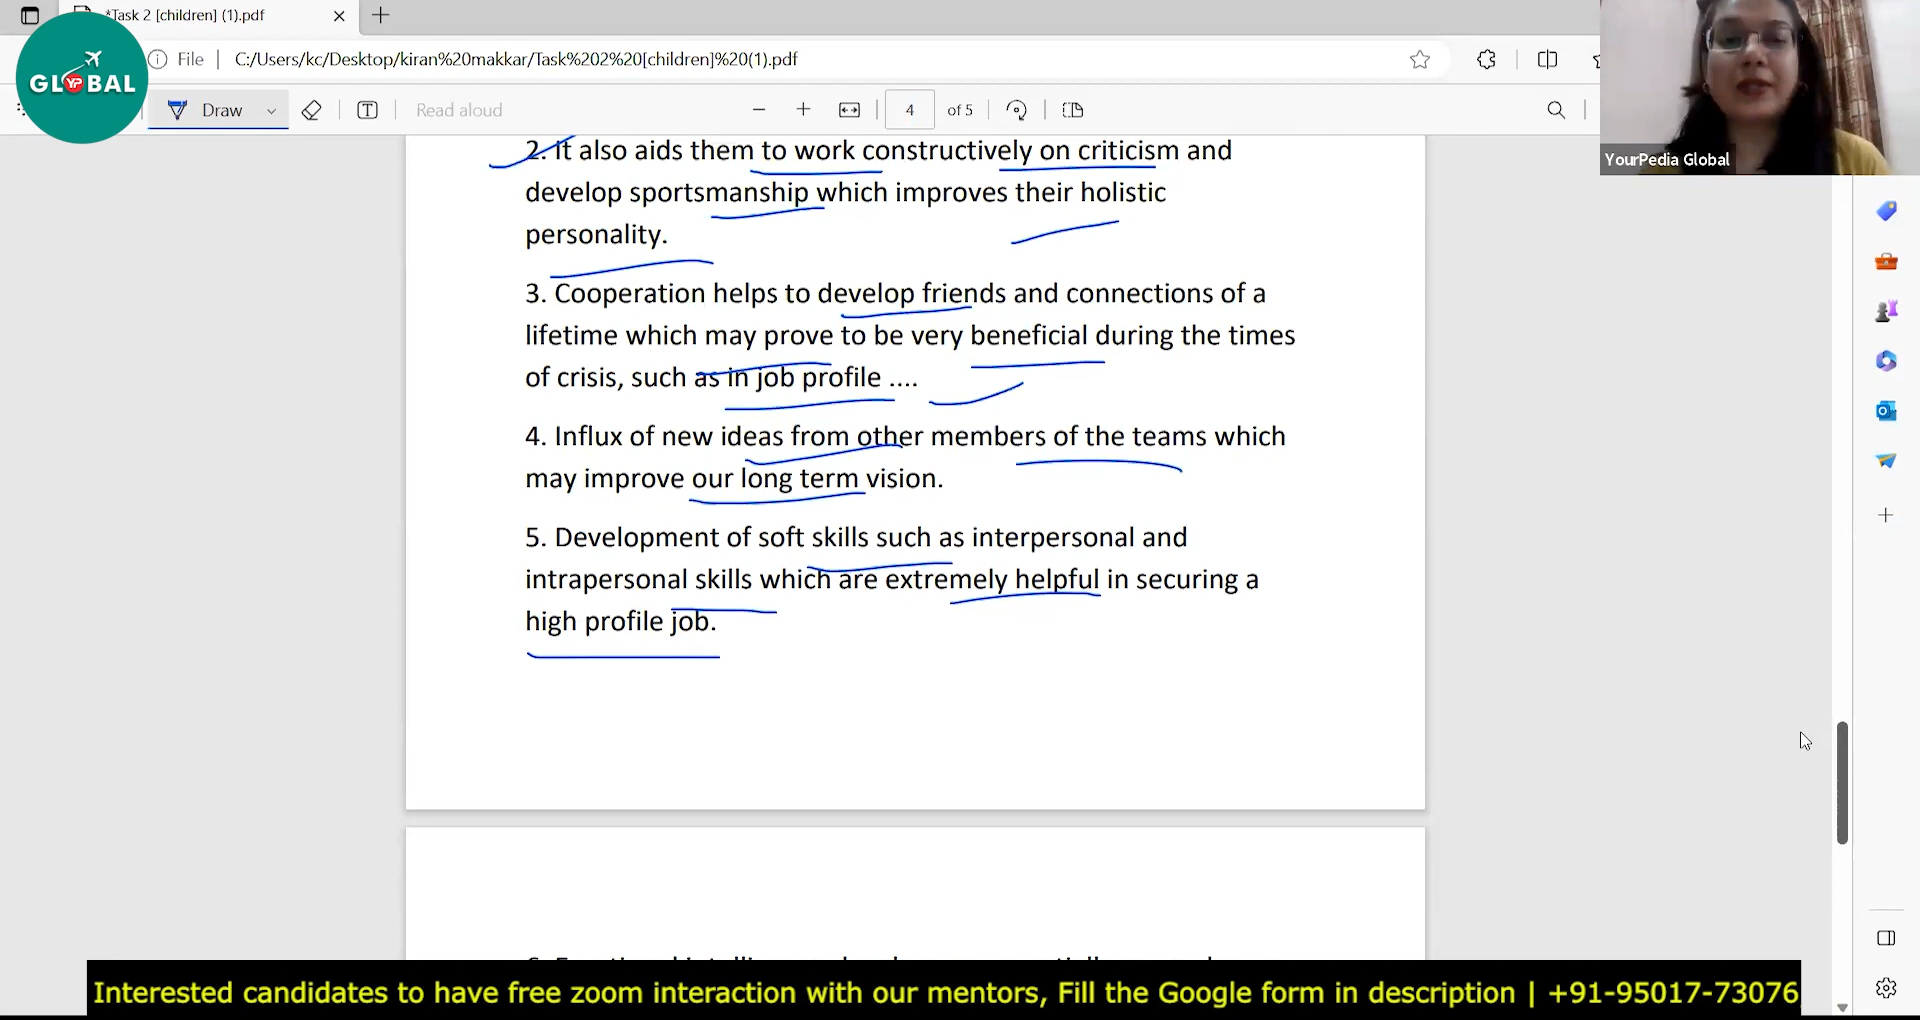 *Task 2 [children] (1).pdf
GLOBAL
YP
File
C:/Users/kc/Desktop/kiran%20makkar/Task%202%20[children]%20(1).pdf
Draw
Read aloud
4 of 5
YourPedia Global
2. It also aids them to work constructively on criticism and
develop sportsmanship which improves their holistic
personality.
3. Cooperation helps to develop friends and connections of a
lifetime which may prove to be very beneficial during the times
of crisis, such as in job profile ....
4. Influx of new ideas from other members of the teams which
may improve our long term vision.
5. Development of soft skills such as interpersonal and
intrapersonal skills which are extremely helpful in securing a
high profile job.
Interested candidates to have free zoom interaction with our mentors, Fill the Google form in description | +91-95017-73076